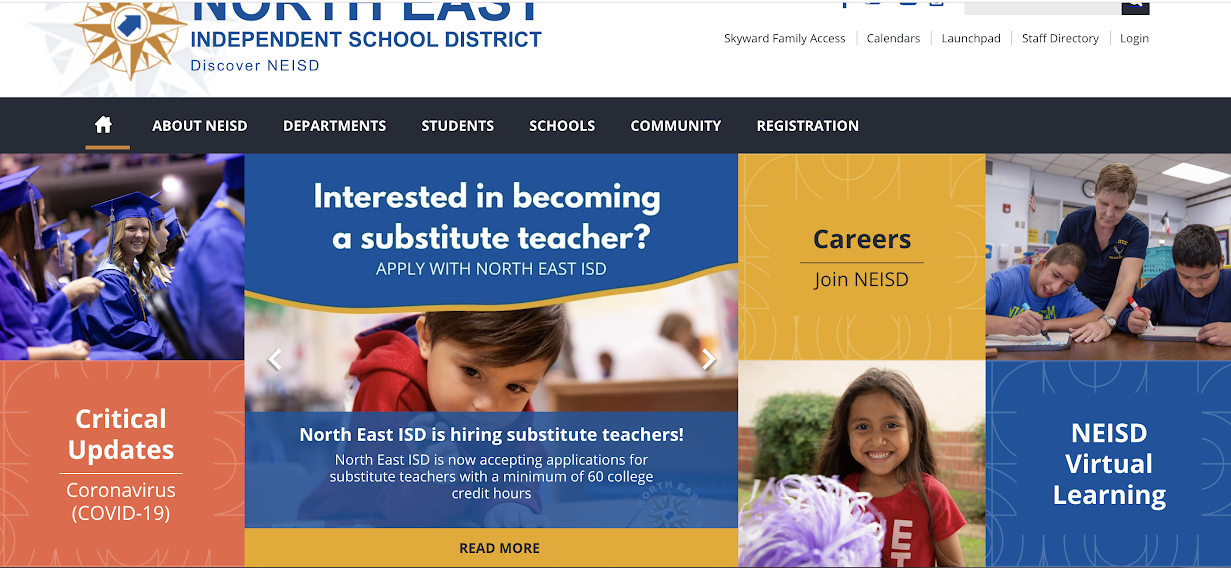 NORTH EAST
INDEPENDENT SCHOOL DISTRICT
Discover NEISD
Skyward Family Access
Calendars
Launchpad
Staff Directory
Login
ABOUT NEISD
DEPARTMENTS
STUDENTS
SCHOOLS
COMMUNITY
REGISTRATION
Interested in becoming
a substitute teacher?
APPLY WITH NORTH EAST ISD
North East ISD is hiring substitute teachers!
North East ISD is now accepting applications for
substitute teachers with a minimum of 60 college
credit hours
NORTH EAST
READ MORE
Critical
Updates
Coronavirus
(COVID-19)
Careers
Join NEISD
NEISD
Virtual
Learning